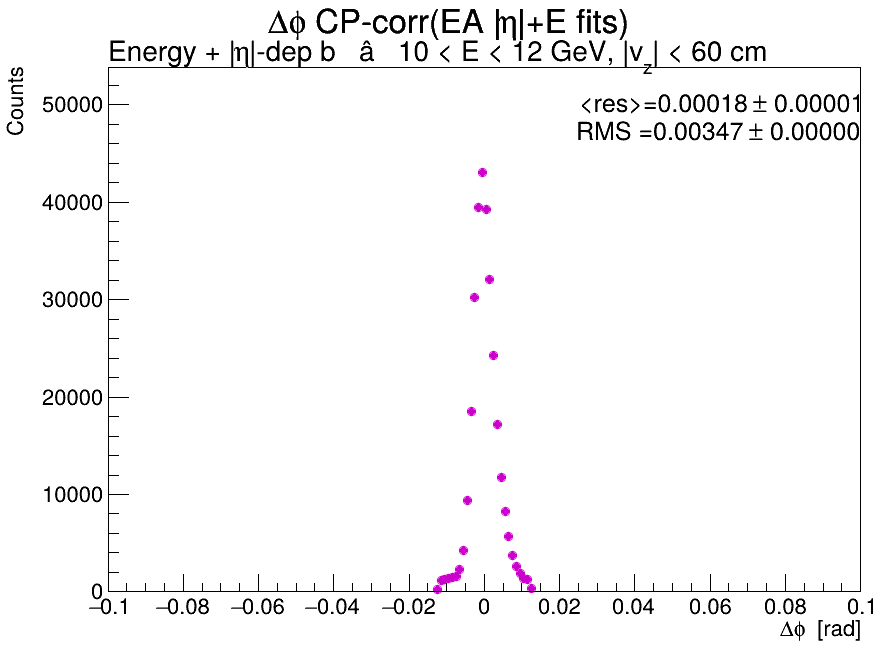 Δϕ CP-corr(EA |η|+E fits)
Energy + |η|-dep b â 10 < E < 12 GeV, |v_z| < 60 cm
<res>=0.00018 ± 0.00001
RMS =0.00347 ± 0.00000
Counts
50000
40000
30000
20000
10000
0
−0.1 −0.08 −0.06 −0.04 −0.02 0 0.02 0.04 0.06 0.08 0.1
Δϕ [rad]